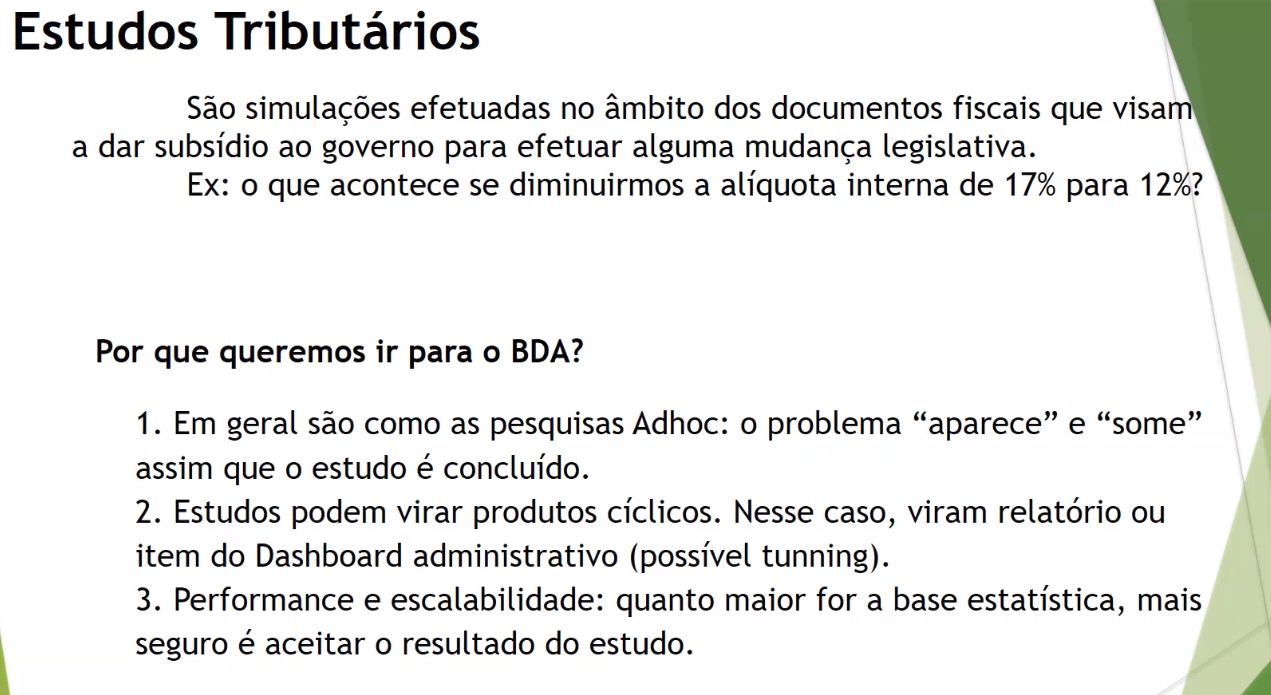 Estudos Tributários
São simulações efetuadas no âmbito dos documentos fiscais que visam
a dar subsídio ao governo para efetuar alguma mudança legislativa.
Ex: o que acontece se diminuirmos a alíquota interna de 17% para 12%?
Por que queremos ir para o BDA?
1. Em geral são como as pesquisas Adhoc: o problema “aparece” e “some”
assim que o estudo é concluído.
2. Estudos podem virar produtos cíclicos. Nesse caso, viram relatório ou
item do Dashboard administrativo (possível tunning).
3. Performance e escalabilidade: quanto maior for a base estatística, mais
seguro é aceitar o resultado do estudo.